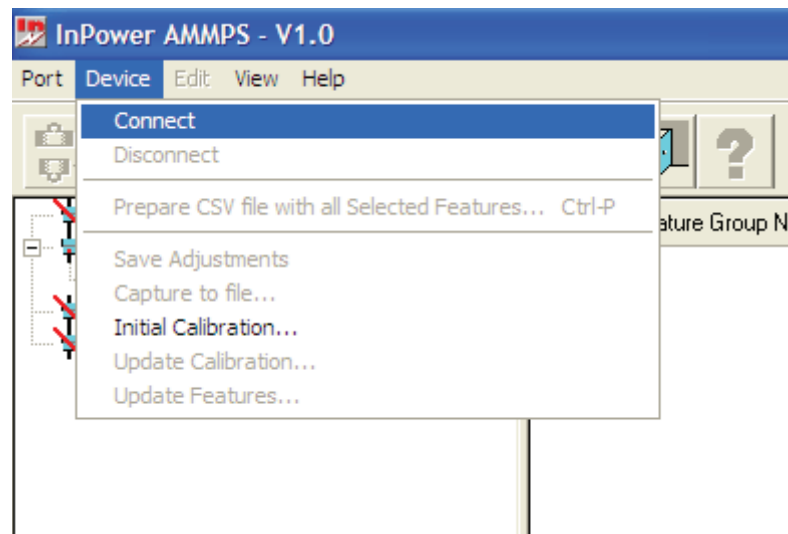 InPower AMMPS - V1.0
Port Device Edit View Help
Connect
Disconnect
Prepare CSV file with all Selected Features... Ctrl-P
ature Group N
Save Adjustments
Capture to file...
Initial Calibration...
Update Calibration...
Update Features...